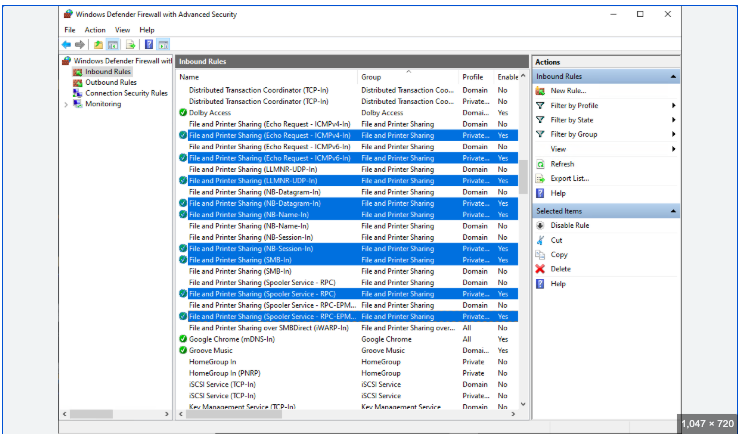 Windows Defender Firewall with Advanced Security
File Action View Help
Windows Defender Firewall with
Inbound Rules
Outbound Rules
Connection Security Rules
Monitoring
Inbound Rules
Name Group Profile Enable
Distributed Transaction Coordinator (TCP-In) Distributed Transaction Coo... Domain No
Distributed Transaction Coordinator (TCP-In) Distributed Transaction Coo... Private... No
Dolby Access Dolby Access Domai... Yes
File and Printer Sharing (Echo Request - ICMPv4-In) File and Printer Sharing Domain No
File and Printer Sharing (Echo Request - ICMPv4-In) File and Printer Sharing Private... Yes
File and Printer Sharing (Echo Request - ICMPv6-In) File and Printer Sharing Domain No
File and Printer Sharing (Echo Request - ICMPv6-In) File and Printer Sharing Private... Yes
File and Printer Sharing (LLMNR-UDP-In) File and Printer Sharing Domain No
File and Printer Sharing (LLMNR-UDP-In) File and Printer Sharing Private... Yes
File and Printer Sharing (NB-Datagram-In) File and Printer Sharing Domain No
File and Printer Sharing (NB-Datagram-In) File and Printer Sharing Private... Yes
File and Printer Sharing (NB-Name-In) File and Printer Sharing Private... Yes
File and Printer Sharing (NB-Name-In) File and Printer Sharing Domain No
File and Printer Sharing (NB-Session-In) File and Printer Sharing Domain No
File and Printer Sharing (NB-Session-In) File and Printer Sharing Private... Yes
File and Printer Sharing (SMB-In) File and Printer Sharing Private... Yes
File and Printer Sharing (SMB-In) File and Printer Sharing Domain No
File and Printer Sharing (Spooler Service - RPC) File and Printer Sharing Domain No
File and Printer Sharing (Spooler Service - RPC) File and Printer Sharing Private... Yes
File and Printer Sharing (Spooler Service - RPC-EPM... File and Printer Sharing Domain No
File and Printer Sharing (Spooler Service - RPC-EPM... File and Printer Sharing Private... Yes
File and Printer Sharing over SMBDirect (iWARP-In) File and Printer Sharing over... All No
Google Chrome (mDNS-In) Google Chrome All Yes
Groove Music Groove Music Domai... Yes
HomeGroup In HomeGroup Private No
HomeGroup In (PNRP) HomeGroup Private No
iSCSI Service (TCP-In) iSCSI Service Domain No
iSCSI Service (TCP-In) iSCSI Service Private... No
Key Management Service (TCP-In) Key Management Service Domain No
Actions
Inbound Rules
New Rule...
Filter by Profile
Filter by State
Filter by Group
View
Refresh
Export List...
Help
Selected Items
Disable Rule
Cut
Copy
Delete
Help
1,047 × 720